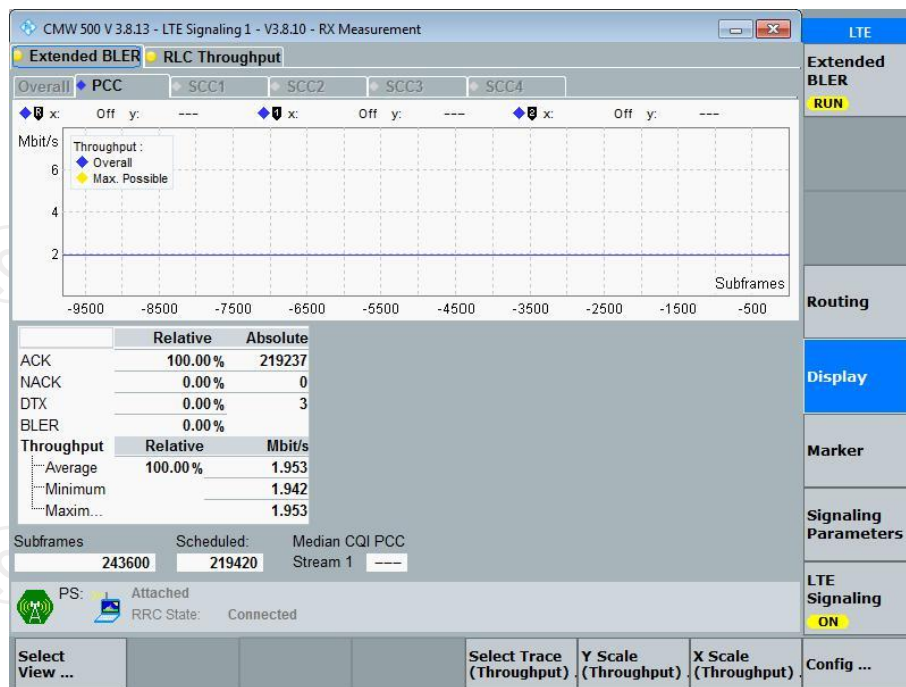 CMW 500 V 3.8.13 - LTE Signaling 1 - V3.8.10 - RX Measurement
LTE
Extended BLER RLC Throughput
Extended BLER
RUN
Overall PCC SCC1 SCC2 SCC3 SCC4
R x: Off y: --- 1 x: Off y: --- 2 x: Off y: ---
Mbit/s
Throughput :
Overall
Max. Possible
6
4
2
Subframes
-9500 -8500 -7500 -6500 -5500 -4500 -3500 -2500 -1500 -500
Routing
Relative Absolute
ACK 100.00 % 219237
NACK 0.00 % 0
DTX 0.00 % 3
BLER 0.00 %
Throughput Relative Mbit/s
Average 100.00 % 1.953
Minimum 1.942
Maxim... 1.953
Display
Marker
Signaling Parameters
Subframes Scheduled: Median CQI PCC
243600 219420 Stream 1 ---
PS: Attached
RRC State: Connected
LTE Signaling
ON
Select View ...
Select Trace (Throughput) .
Y Scale (Throughput) .
X Scale (Throughput) .
Config ...